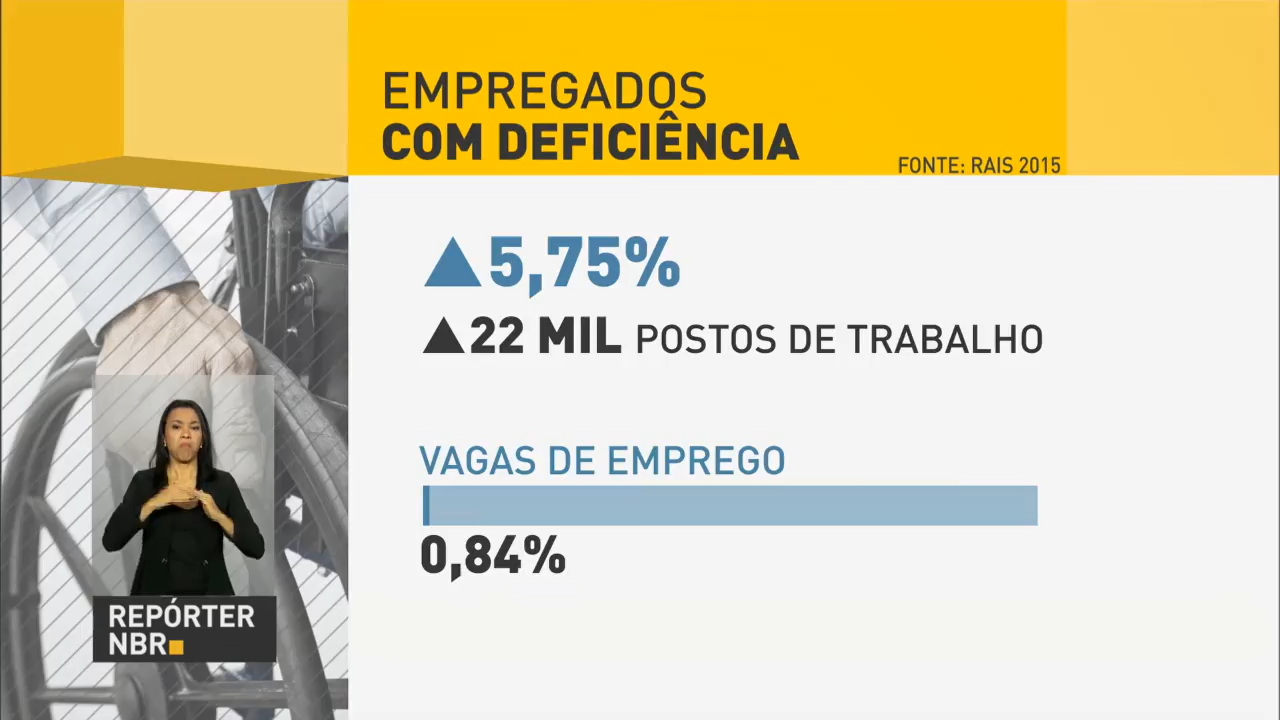 EMPREGADOS
COM DEFICIÊNCIA
FONTE: RAIS 2015
▲5,75%
▲22 MIL POSTOS DE TRABALHO
VAGAS DE EMPREGO
0,84%
REPÓRTER
NBR